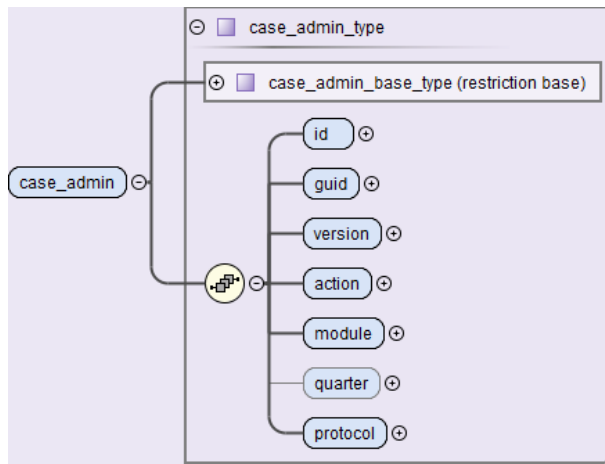 case_admin_type
case_admin_base_type (restriction base)
id
guid
case_admin
version
action
module
quarter
protocol